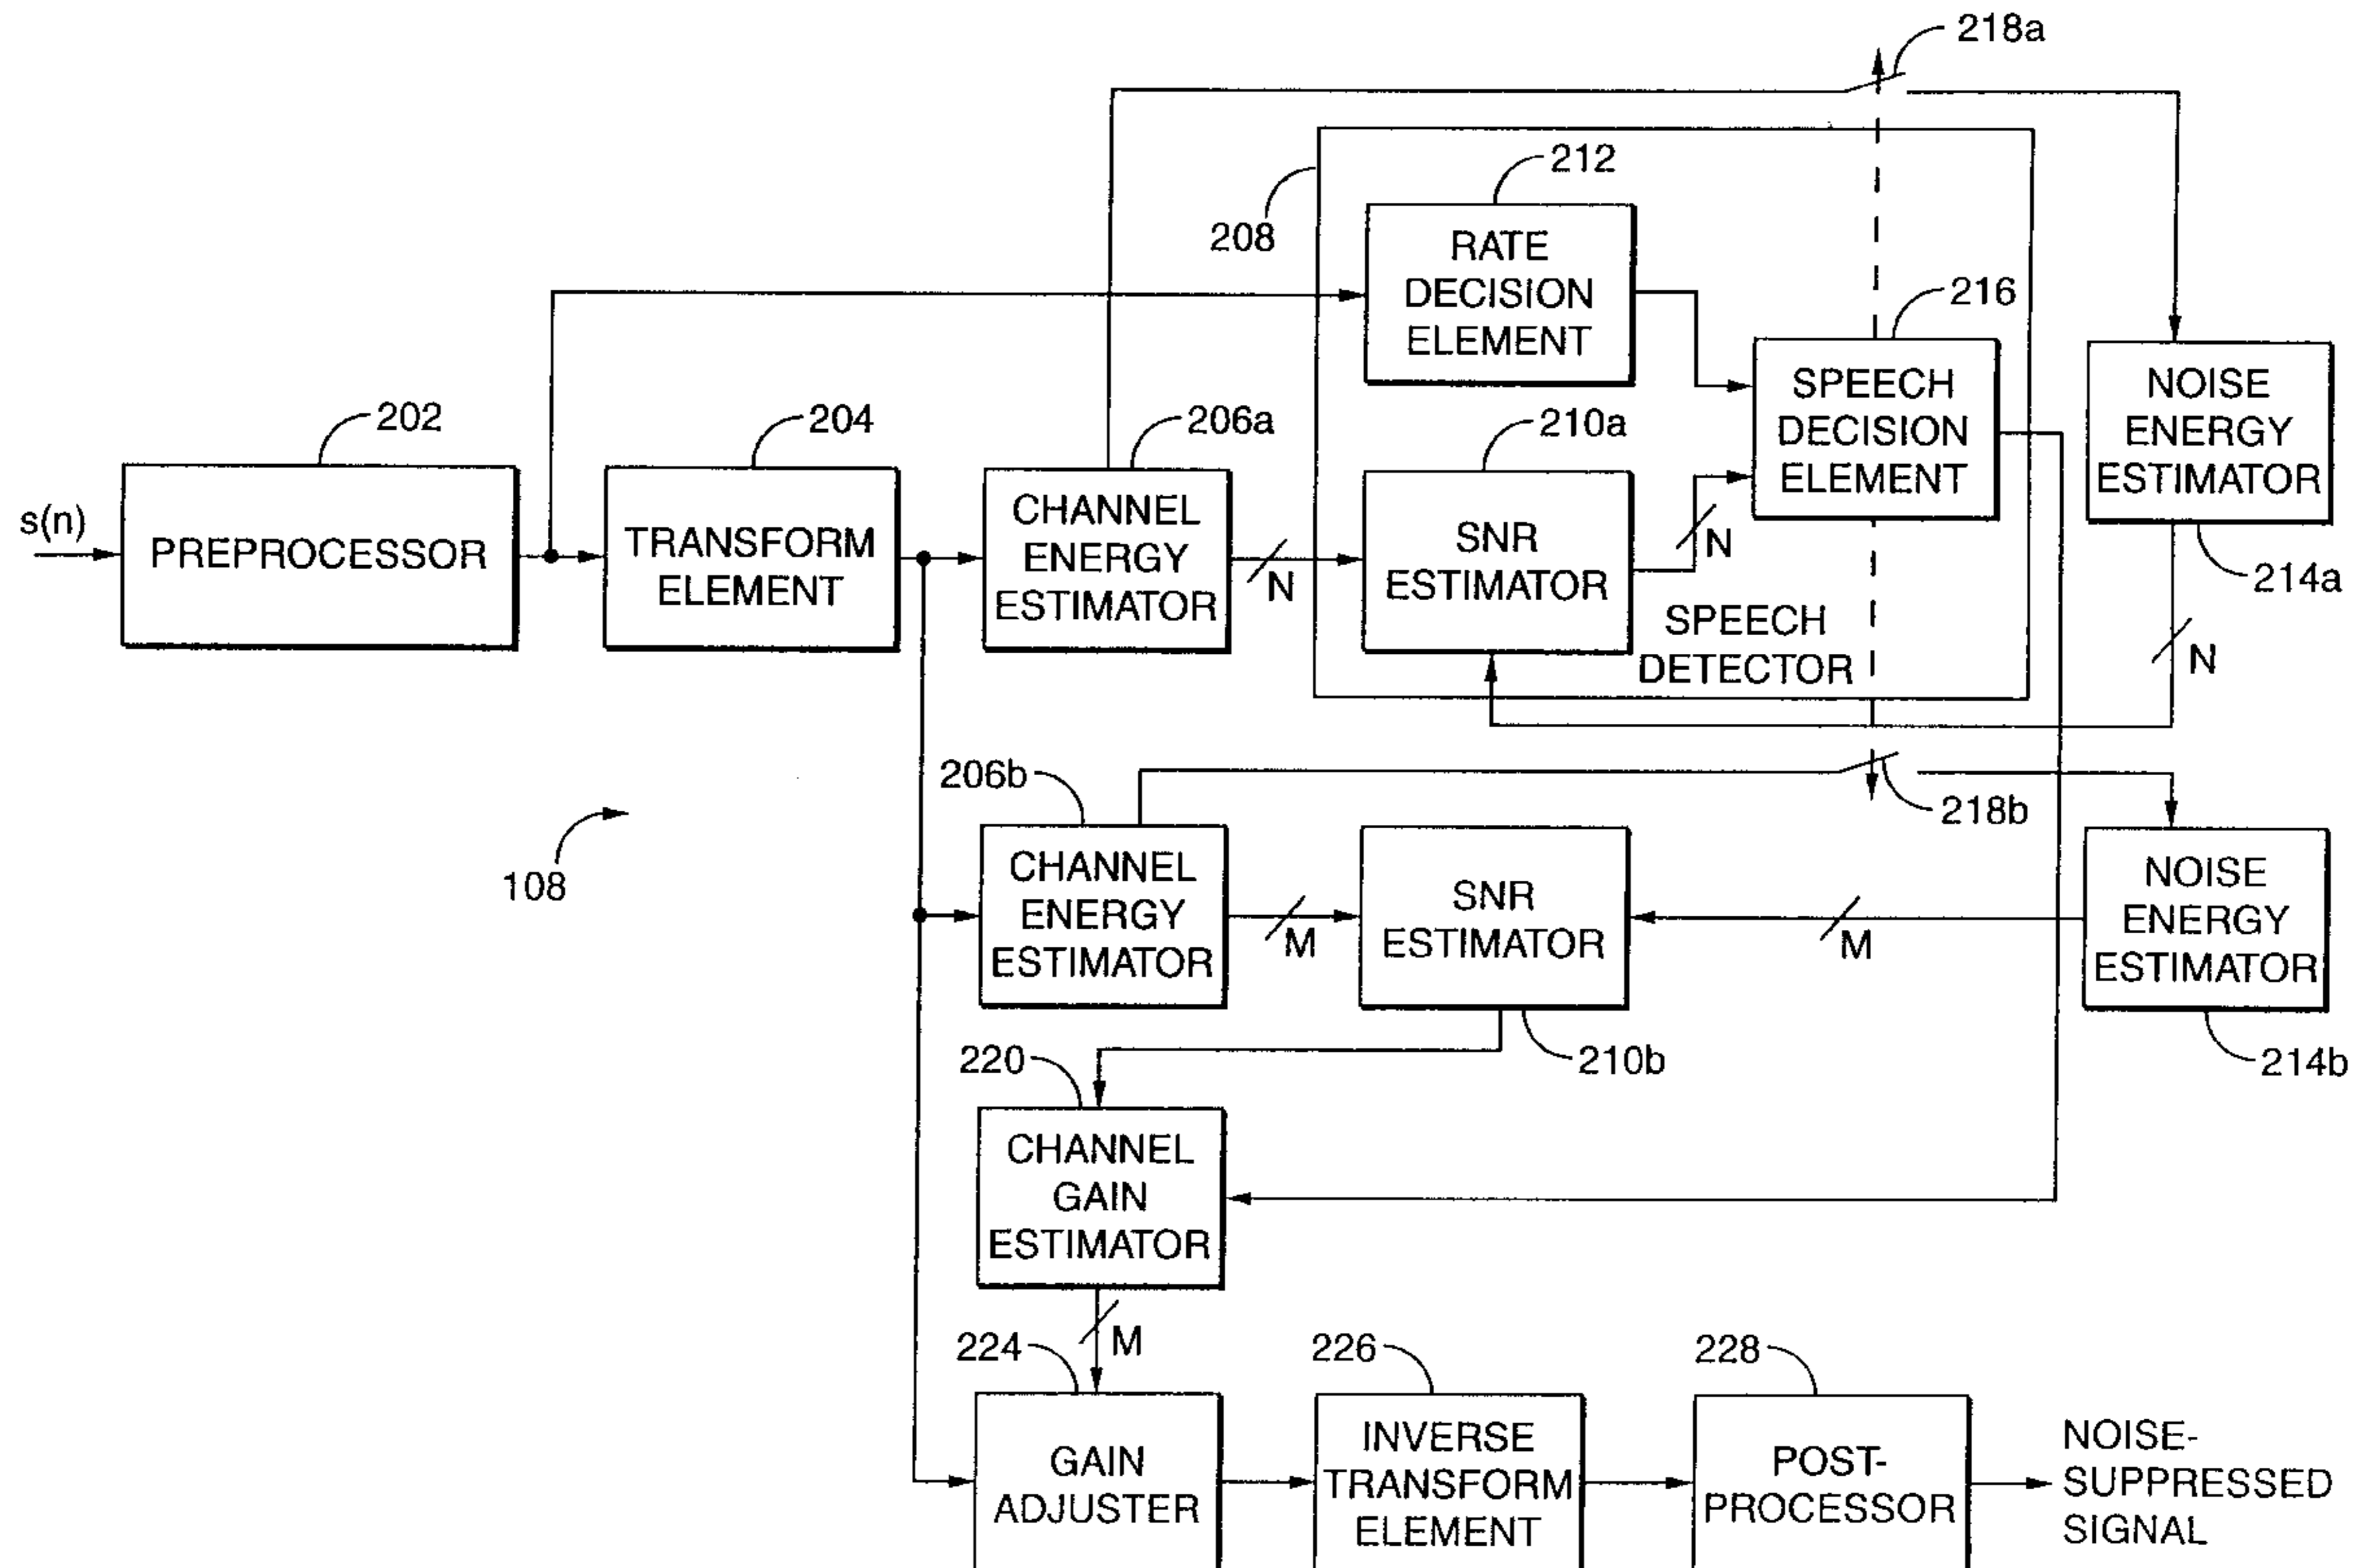 218a
212
208
RATE
DECISION
ELEMENT
216
SPEECH
DECISION
ELEMENT
NOISE
ENERGY
ESTIMATOR
202
204
206a
210a
s(n)
PREPROCESSOR
TRANSFORM
ELEMENT
CHANNEL
ENERGY
ESTIMATOR
N
SNR
ESTIMATOR
N
214a
SPEECH
DETECTOR
N
206b
218b
108
CHANNEL
ENERGY
ESTIMATOR
M
SNR
ESTIMATOR
M
NOISE
ENERGY
ESTIMATOR
220
210b
214b
CHANNEL
GAIN
ESTIMATOR
M
224
226
228
GAIN
ADJUSTER
INVERSE
TRANSFORM
ELEMENT
POST-
PROCESSOR
NOISE-
SUPPRESSED
SIGNAL